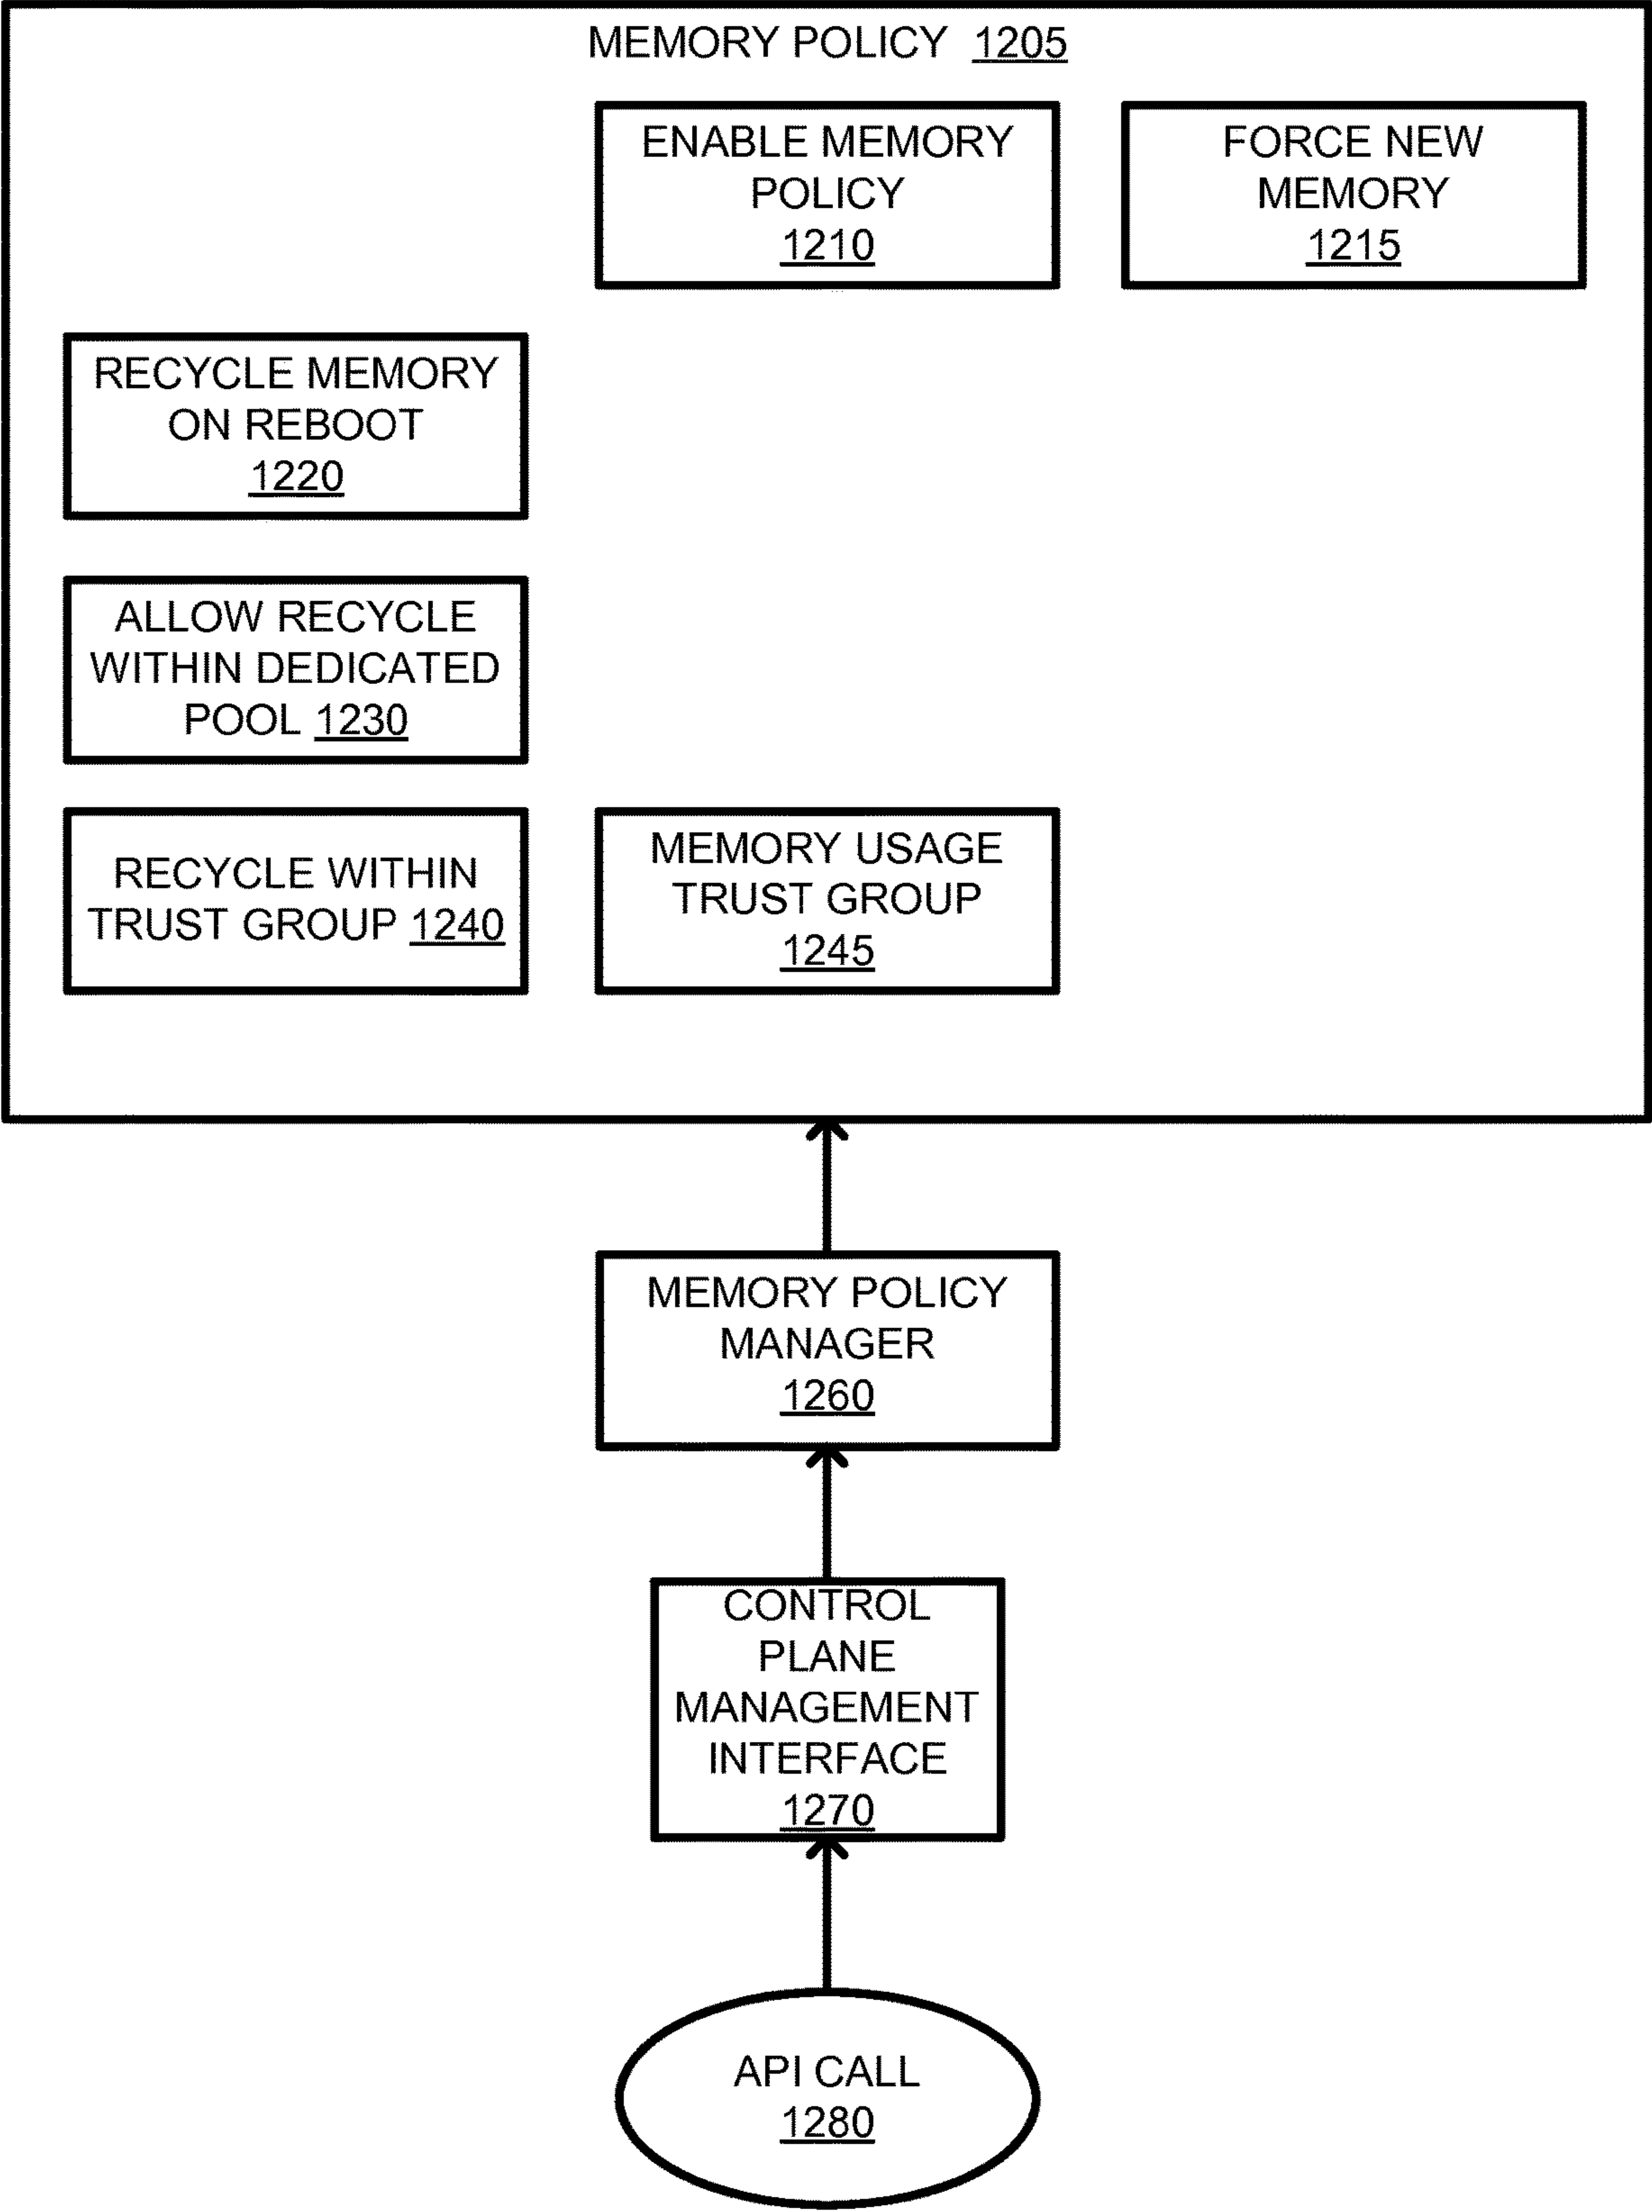 MEMORY POLICY 1205
ENABLE MEMORY
POLICY
1210
FORCE NEW
MEMORY
1215
RECYCLE MEMORY
ON REBOOT
1220
ALLOW RECYCLE
WITHIN DEDICATED
POOL 1230
RECYCLE WITHIN
TRUST GROUP 1240
MEMORY USAGE
TRUST GROUP
1245
MEMORY POLICY
MANAGER
1260
CONTROL
PLANE
MANAGEMENT
INTERFACE
1270
API CALL
1280